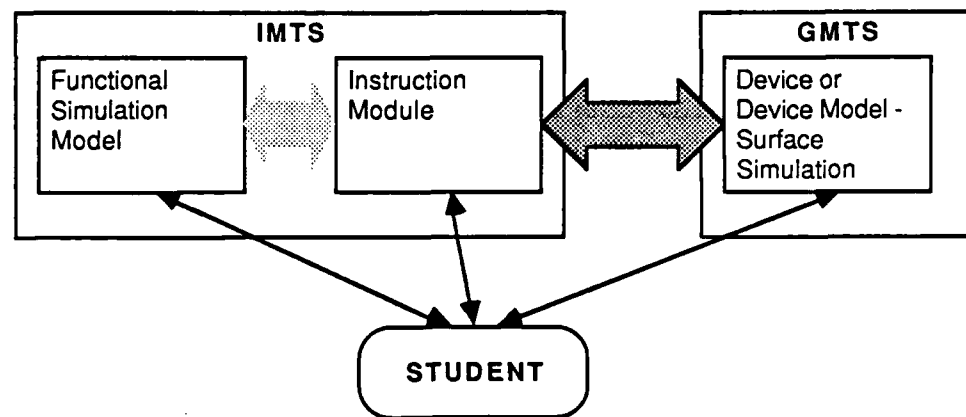 IMTS
Functional
Simulation
Model
Instruction
Module
GMTS
Device or
Device Model -
Surface
Simulation
STUDENT